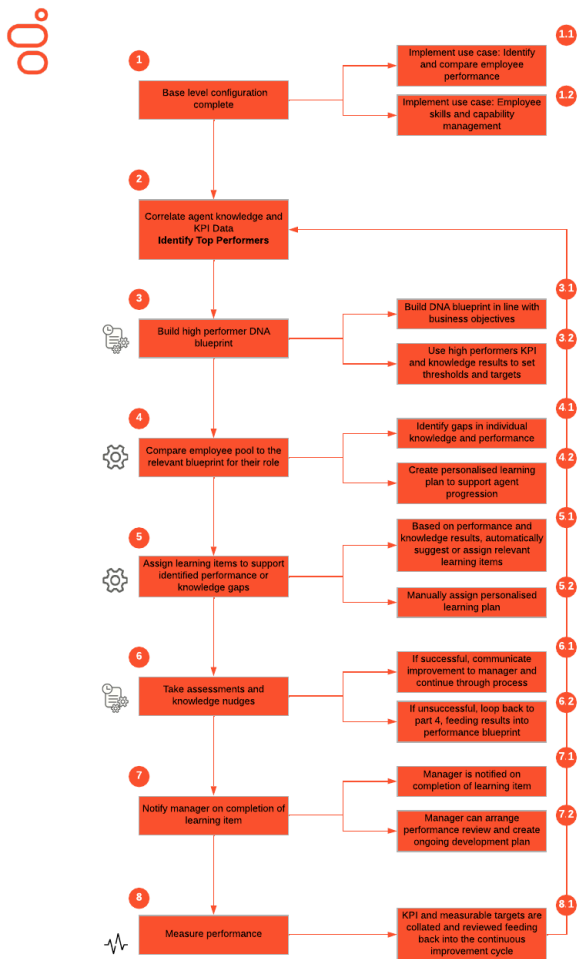 1
Base level configuration
complete
1.1
Implement use case: Identify
and compare employee
performance
1.2
Implement use case: Employee
skills and capability
management
2
Correlate agent knowledge and
KPI Data
Identify Top Performers
3
Build high performer DNA
blueprint
3.1
Build DNA blueprint in line with
business objectives
3.2
Use high performers KPI
and knowledge results to set
thresholds and targets
4
Compare employee pool to the
relevant blueprint for their role
4.1
Identify gaps in individual
knowledge and performance
4.2
Create personalised learning
plan to support agent
progression
5
Assign learning items to support
identified performance or
knowledge gaps
5.1
Based on performance and
knowledge results, automatically
suggest or assign relevant
learning items
5.2
Manually assign personalised
learning plan
6
Take assessments and
knowledge nudges
6.1
If successful, communicate
improvement to manager and
continue through process
6.2
If unsuccessful, loop back to
part 4, feeding results into
performance blueprint
7
Notify manager on completion of
learning item
7.1
Manager is notified on
completion of learning item
7.2
Manager can arrange
performance review and create
ongoing development plan
8
Measure performance
8.1
KPI and measurable targets are
collated and reviewed feeding
back into the continuous
improvement cycle